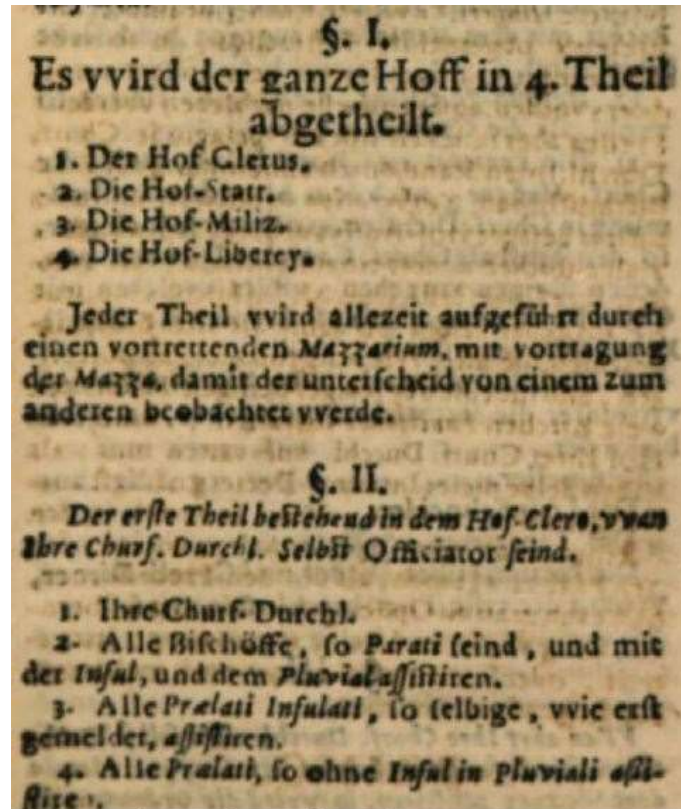 §. I.
Es vvird der ganze Hoff in 4. Theil
abgetheilt.
1. Der Hof Clerus.
2. Die Hof-Statt.
3. Die Hof-Miliz.
4. Die Hof-Liberey.
Jeder Theil vvird allezeit aufgeführt durch
einen vortrettenden Mazzarium, mit vortragung
der Mazza, damit der unterscheid von einem zum
anderen beobachtet vverde.
§. II.
Der erſte Theil beſtehend in dem Hof-Clero, vvan
Ihre Churf. Durchl. Selbſt Officiator ſeind.
1. Ihre Churf. Durchl.
2. Alle Biſchöffe, ſo Parati ſeind, und mit
der Inful, und dem Pluvial aſſiſtiren.
3. Alle Prælati Infulati, ſo ſelbige, vvie erſt
gemeldet, aſſiſtiren.
4. Alle Prælati, ſo ohne Inful in Pluviali aſſi-
ſtiren.